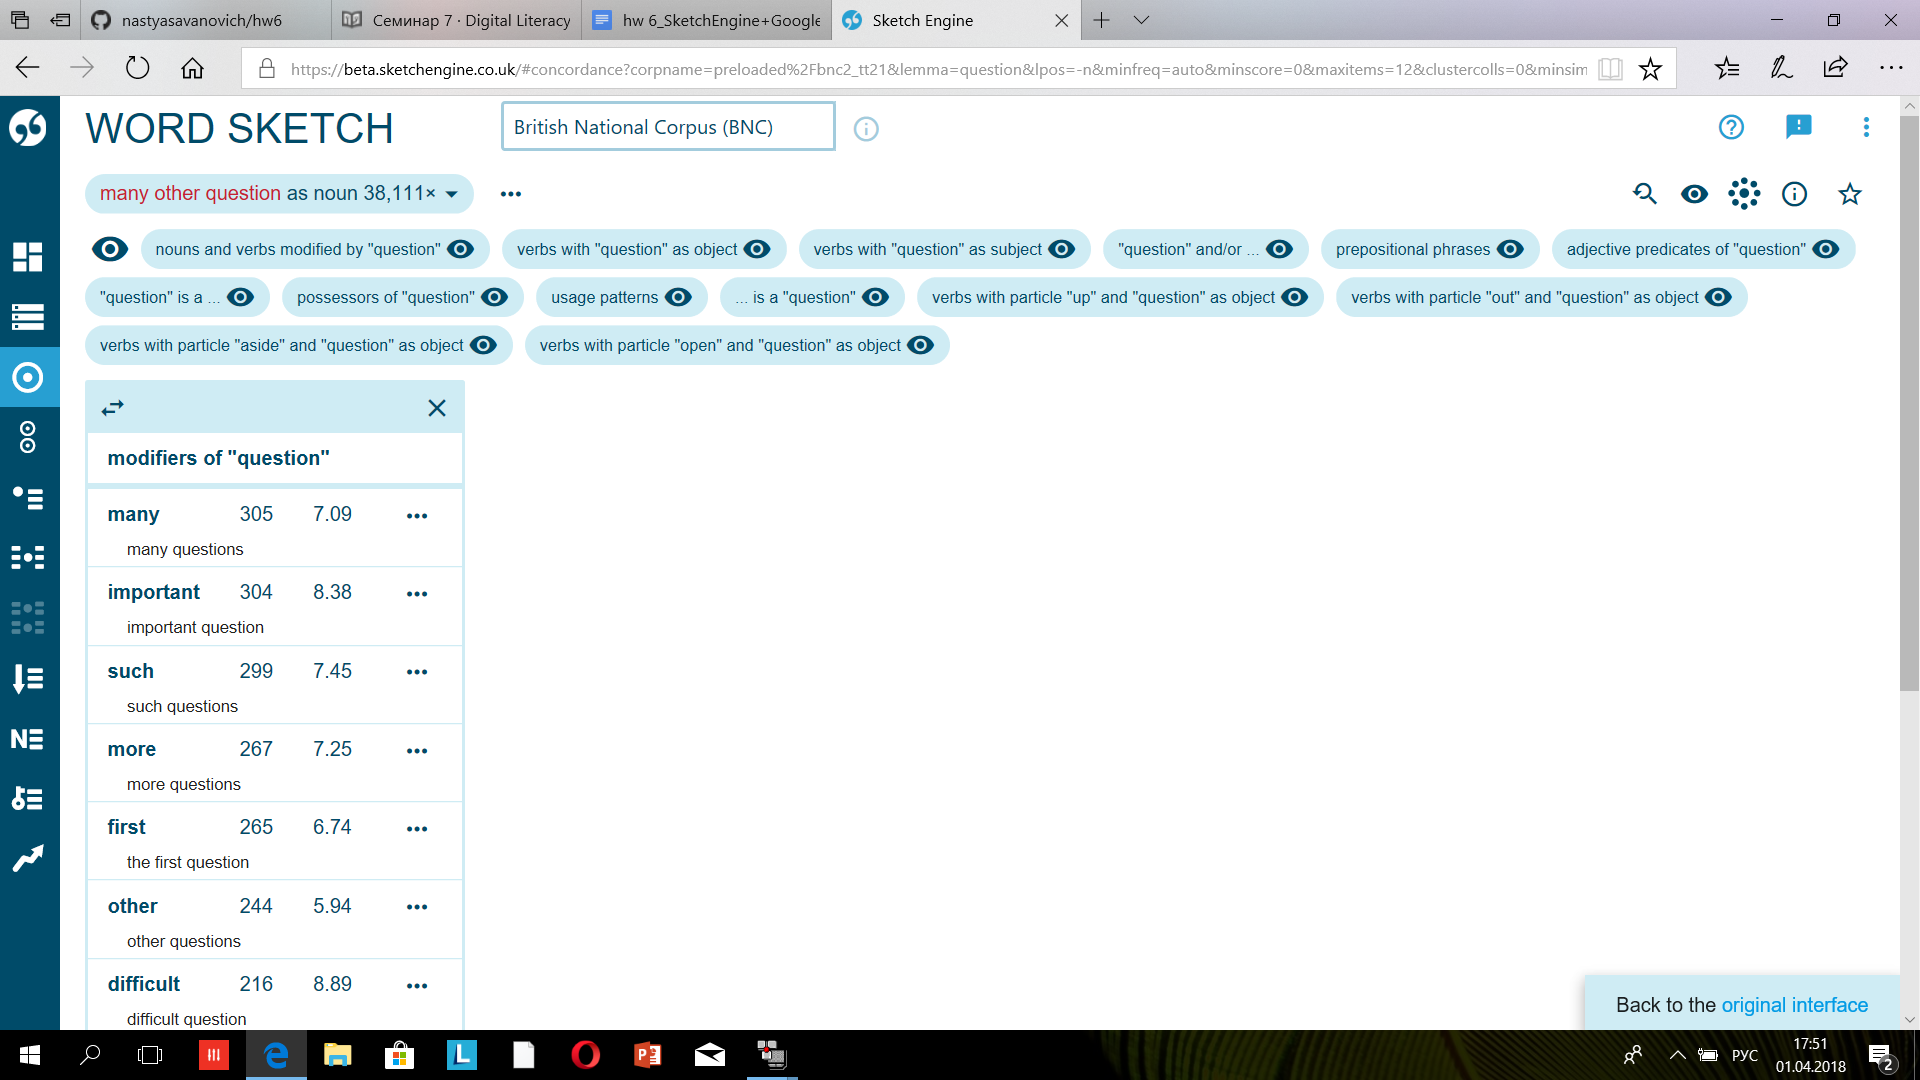 nastyasavanovich/hw6
Семинар 7 · Digital Literacy
hw 6_SketchEngine+Google
Sketch Engine
https://beta.sketchengine.co.uk/#concordance?corpname=preloaded%2Fbnc2_tt21&lemma=question&lpos=-n&minfreq=auto&minscore=0&maxitems=12&clustercolls=0&minsim
WORD SKETCH
British National Corpus (BNC)
many other question as noun 38,111×
nouns and verbs modified by "question"
verbs with "question" as object
verbs with "question" as subject
"question" and/or ...
prepositional phrases
adjective predicates of "question"
"question" is a ...
possessors of "question"
usage patterns
... is a "question"
verbs with particle "up" and "question" as object
verbs with particle "out" and "question" as object
verbs with particle "aside" and "question" as object
verbs with particle "open" and "question" as object
modifiers of "question"
many 305 7.09
many questions
important 304 8.38
important question
such 299 7.45
such questions
more 267 7.25
more questions
first 265 6.74
the first question
other 244 5.94
other questions
difficult 216 8.89
difficult question
Back to the original interface
РУС
17:51
01.04.2018
2